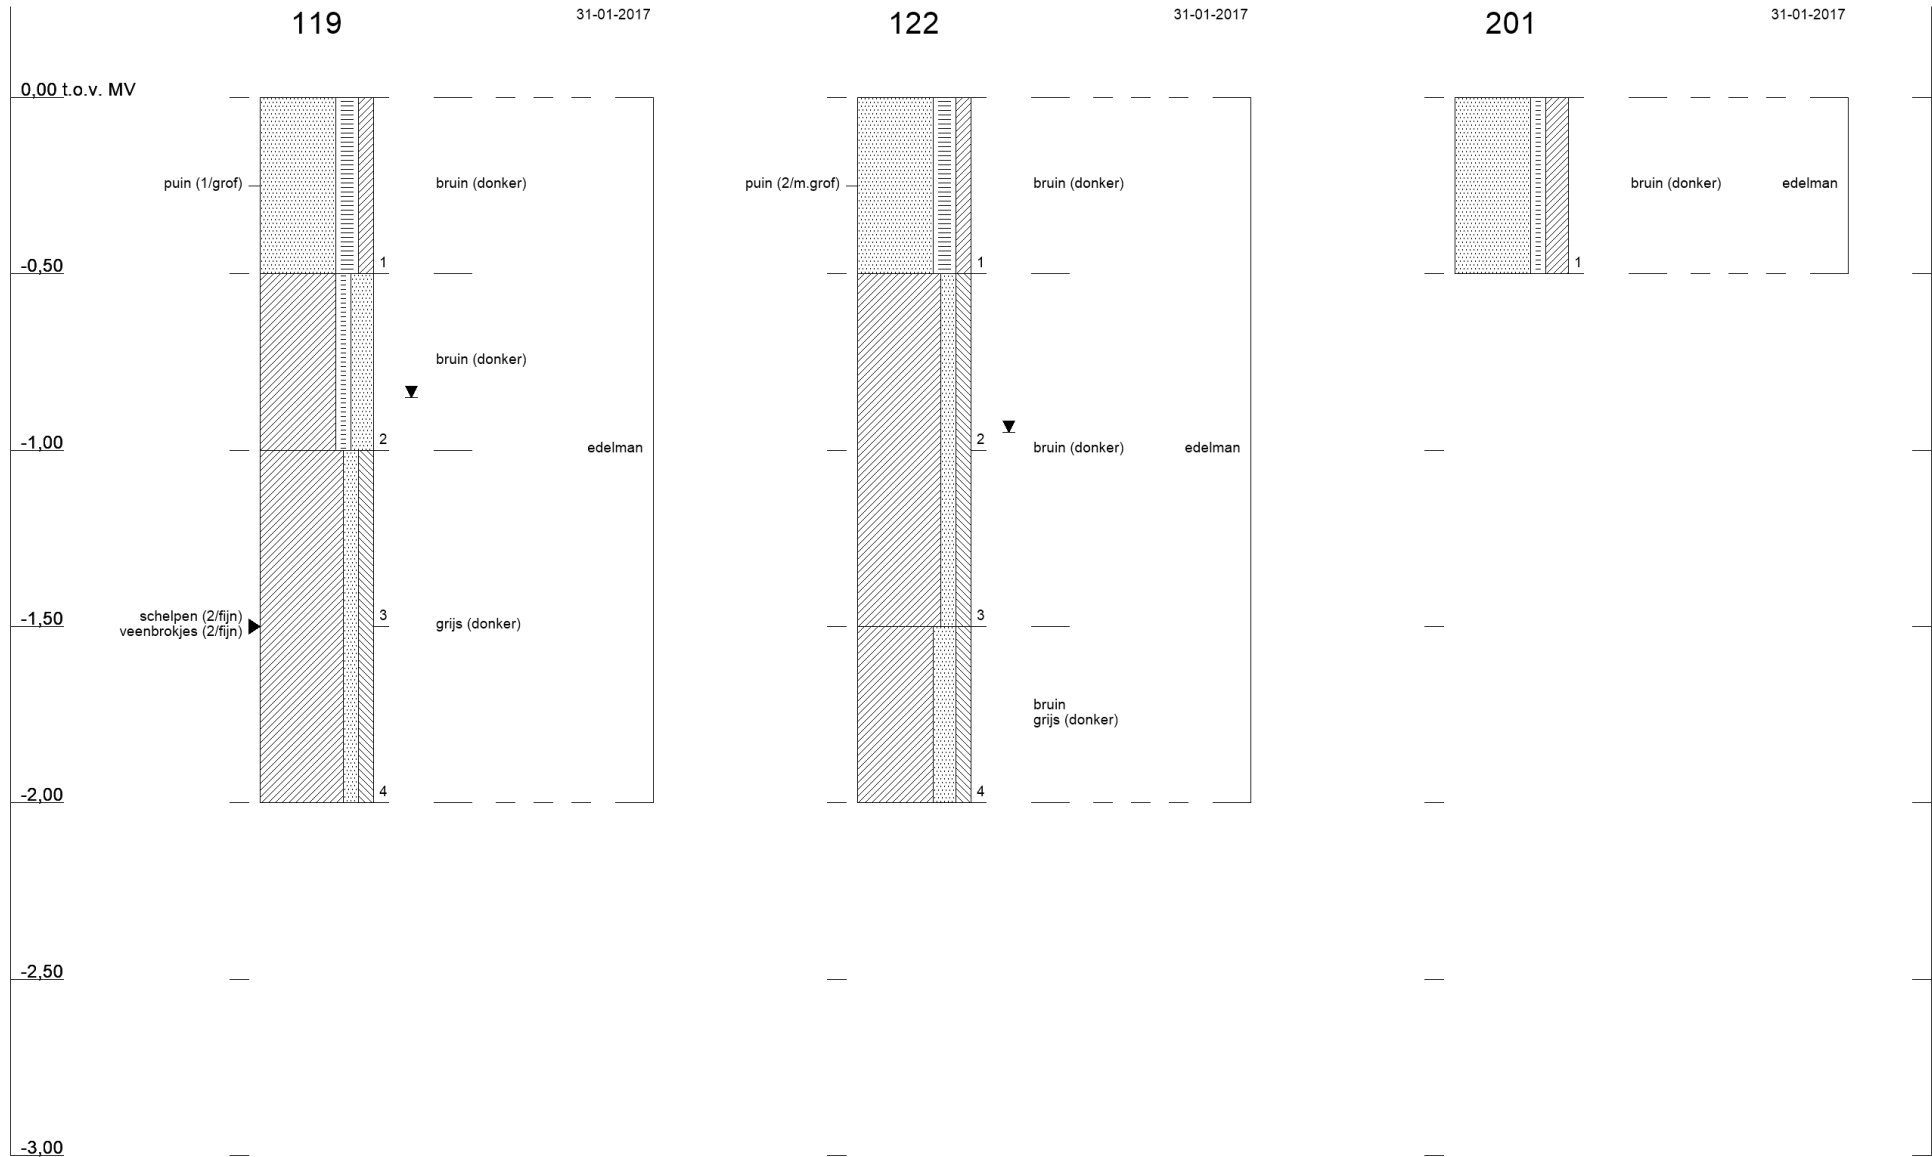 119
31-01-2017
122
31-01-2017
201
31-01-2017
0,00 t.o.v. MV
puin (1/grof)
bruin (donker)
puin (2/m.grof)
bruin (donker)
bruin (donker)
edelman
-0,50
1
1
1
bruin (donker)
-1,00
2
edelman
2
bruin (donker)
edelman
-1,50
schelpen (2/fijn)
veenbrokjes (2/fijn)
3
grijs (donker)
3
bruin
grijs (donker)
-2,00
4
4
-2,50
-3,00